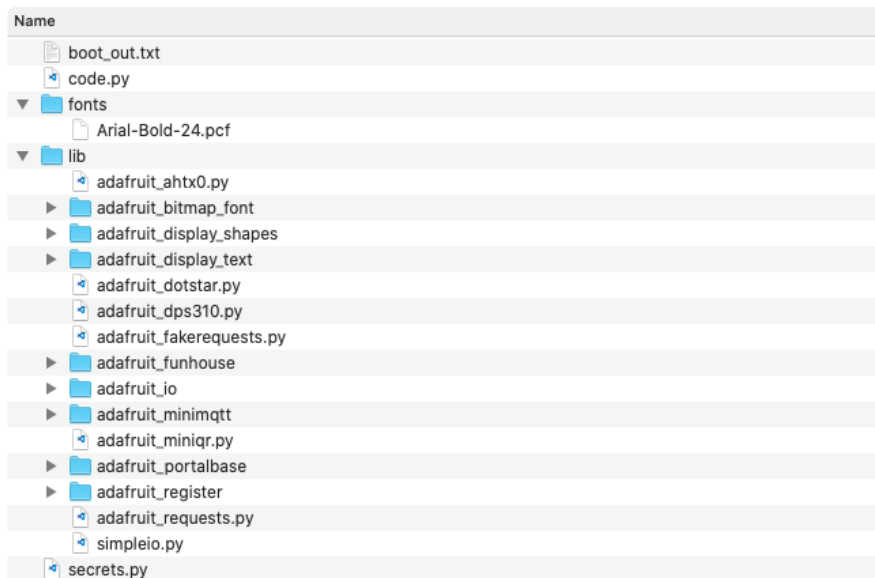 Name
boot_out.txt
code.py
fonts
Arial-Bold-24.pcf
lib
adafruit_ahtx0.py
adafruit_bitmap_font
adafruit_display_shapes
adafruit_display_text
adafruit_dotstar.py
adafruit_dps310.py
adafruit_fakerequests.py
adafruit_funhouse
adafruit_io
adafruit_minimqtt
adafruit_miniqr.py
adafruit_portalbase
adafruit_register
adafruit_requests.py
simpleio.py
secrets.py